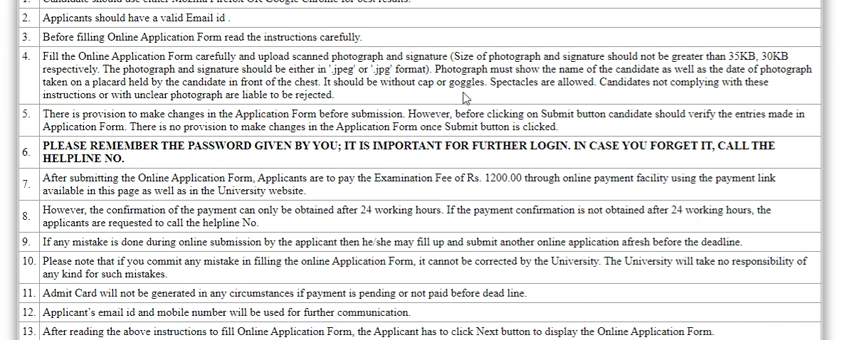 1. Candidate should use either Mozilla Firefox OR Google Chrome for best results.
2. Applicants should have a valid Email id .
3. Before filling Online Application Form read the instructions carefully.
4. Fill the Online Application Form carefully and upload scanned photograph and signature (Size of photograph and signature should not be greater than 35KB, 30KB
respectively. The photograph and signature should be either in '.jpeg' or '.jpg' format). Photograph must show the name of the candidate as well as the date of photograph
taken on a placard held by the candidate in front of the chest. It should be without cap or goggles. Spectacles are allowed. Candidates not complying with these
instructions or with unclear photograph are liable to be rejected.
5. There is provision to make changes in the Application Form before submission. However, before clicking on Submit button candidate should verify the entries made in
Application Form. There is no provision to make changes in the Application Form once Submit button is clicked.
6. PLEASE REMEMBER THE PASSWORD GIVEN BY YOU; IT IS IMPORTANT FOR FURTHER LOGIN. IN CASE YOU FORGET IT, CALL THE
HELPLINE NO.
7. After submitting the Online Application Form, Applicants are to pay the Examination Fee of Rs. 1200.00 through online payment facility using the payment link
available in this page as well as in the University website.
8. However, the confirmation of the payment can only be obtained after 24 working hours. If the payment confirmation is not obtained after 24 working hours, the
applicants are requested to call the helpline No.
9. If any mistake is done during online submission by the applicant then he/she may fill up and submit another online application afresh before the deadline.
10. Please note that if you commit any mistake in filling the online Application Form, it cannot be corrected by the University. The University will take no responsibility of
any kind for such mistakes.
11. Admit Card will not be generated in any circumstances if payment is pending or not paid before dead line.
12. Applicant's email id and mobile number will be used for further communication.
13. After reading the above instructions to fill Online Application Form, the Applicant has to click Next button to display the Online Application Form.